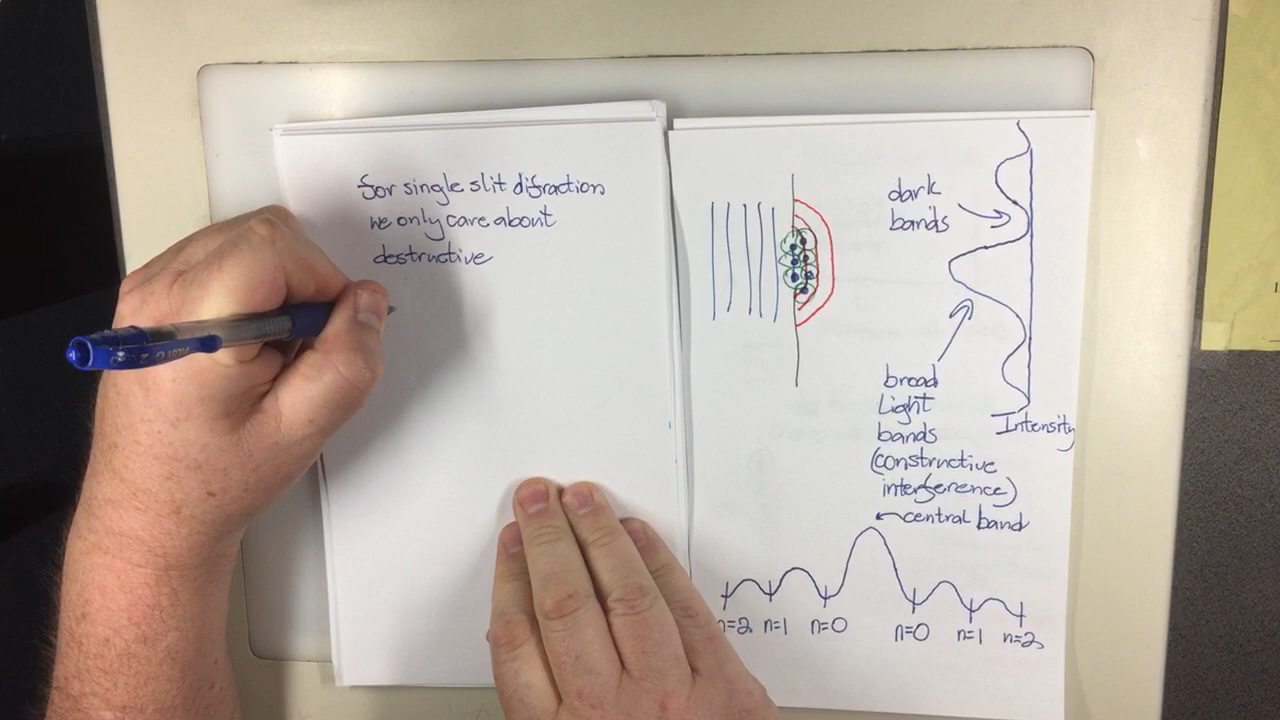 for single slit difraction
we only care about
destructive
dark
bands
broad
Light
bands
(constructive
interference)
Intensity
central band
n=2 n=1 n=0 n=0 n=1 n=2